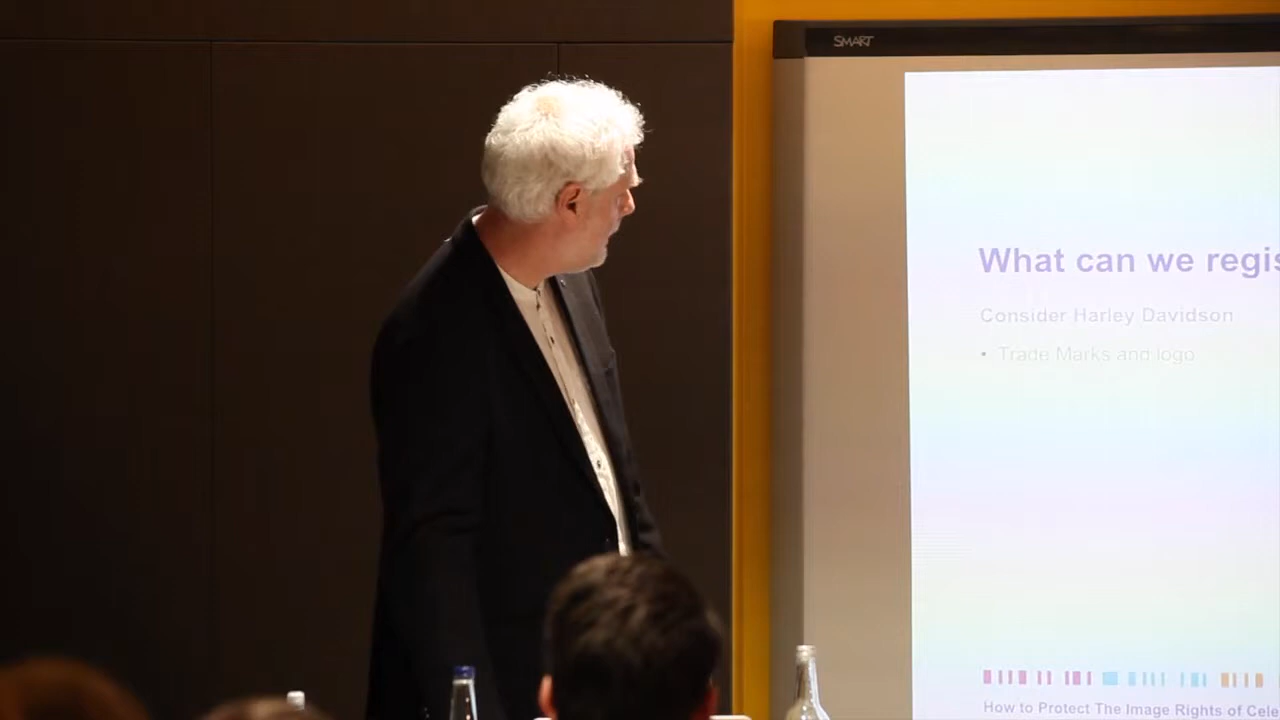 SMART
What can we regis
Consider Harley Davidson
• Trade Marks and logo
How to Protect The Image Rights of Cele